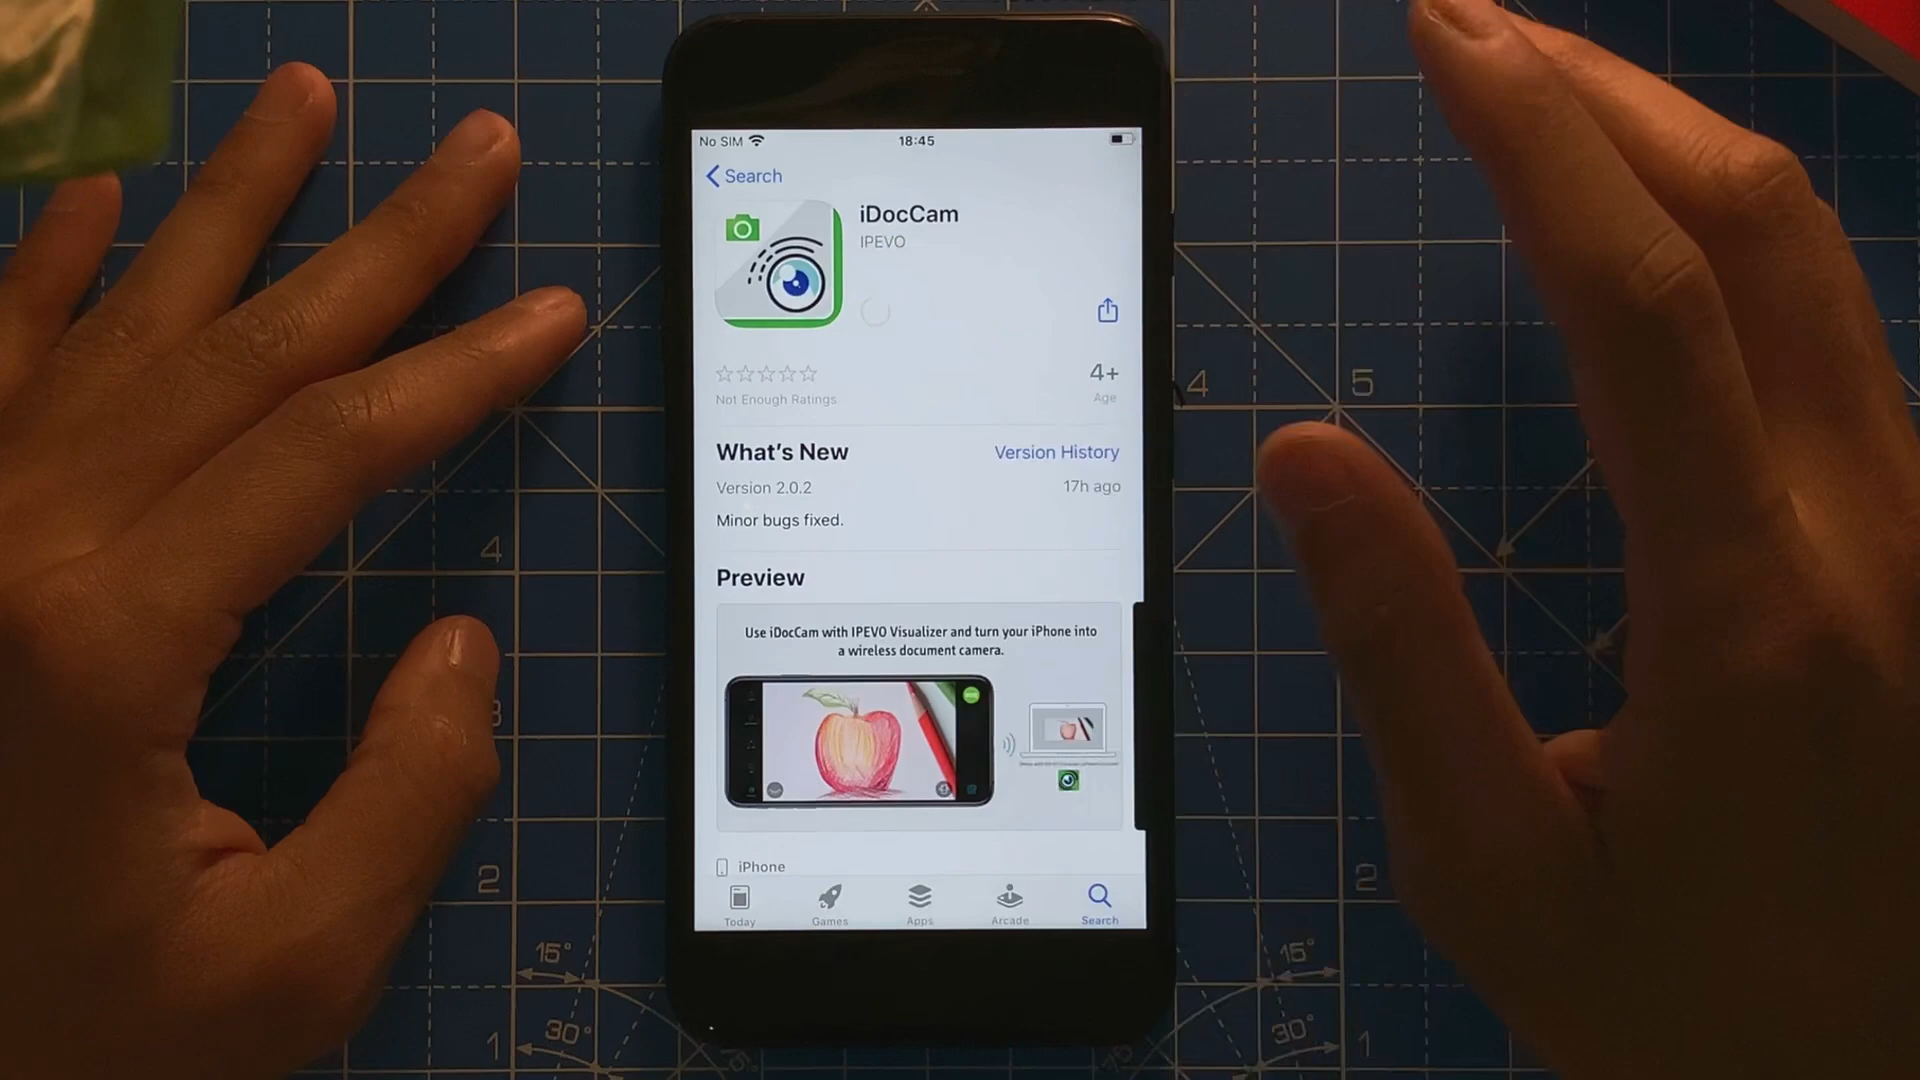 No SIM
18:45
Search
iDocCam
IPEVO
4+
Not Enough Ratings
Age
What's New
Version History
Version 2.0.2
17h ago
Minor bugs fixed.
Preview
Use iDocCam with IPEVO Visualizer and turn your iPhone into
a wireless document camera.
iPhone
Today
Games
Apps
Arcade
Search
4
5
4
3
2
2
15°
15°
1
30°
30°
1
75°